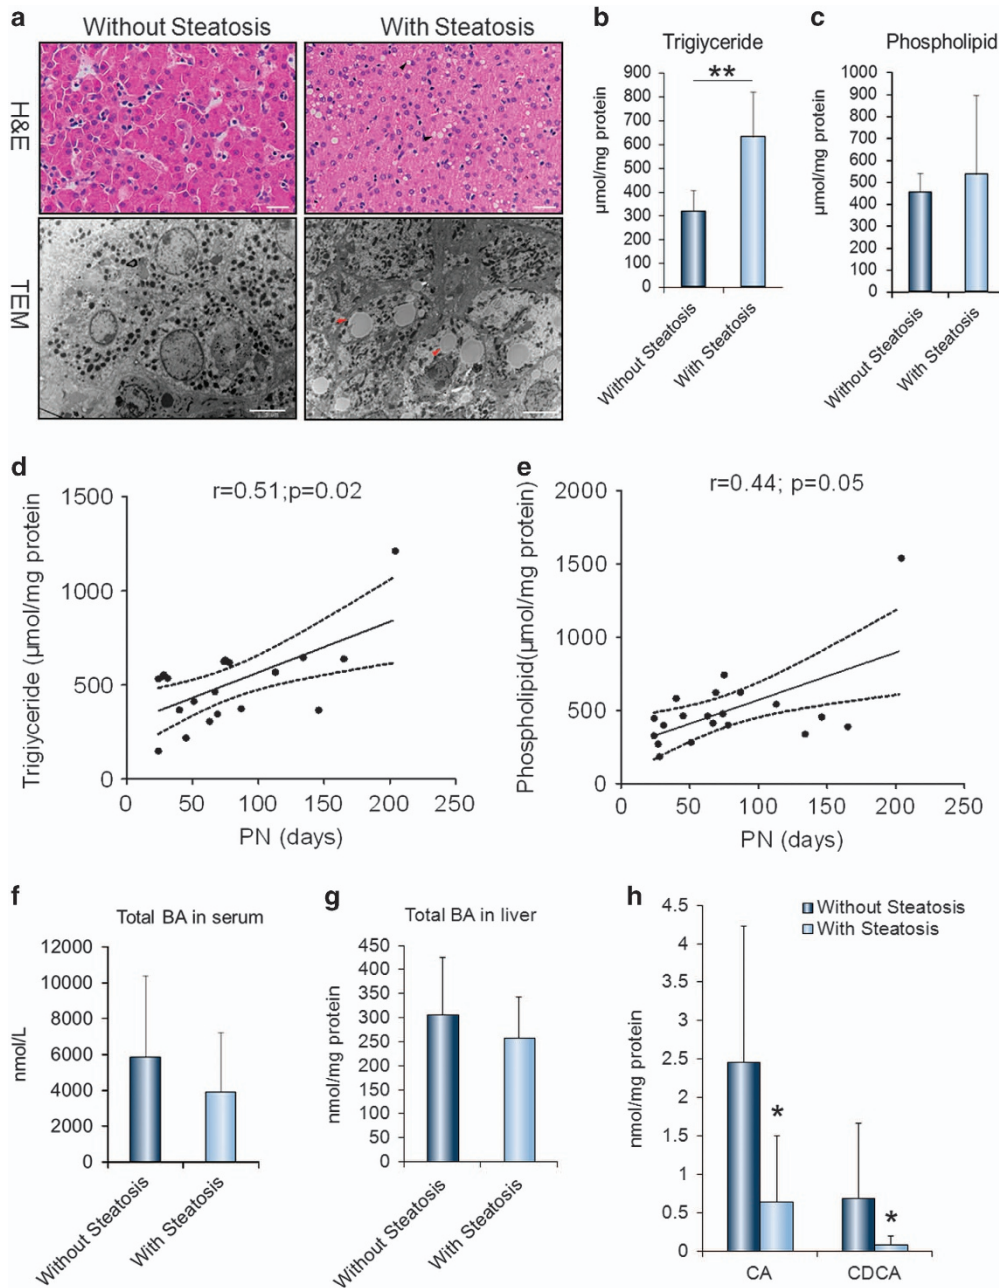 a
Without Steatosis
With Steatosis
H&E
TEM
b
Trigiyceride
**
μmol/mg protein
900
800
700
600
500
400
300
200
100
0
Without Steatosis
With Steatosis
c
Phospholipid
μmol/mg protein
1000
900
800
700
600
500
400
300
200
100
0
Without Steatosis
With Steatosis
d
r=0.51;p=0.02
Trigiyceride (μmol/mg protein
1500
1000
500
0
0 50 100 150 200 250
PN (days)
e
r=0.44; p=0.05
Phospholipid(μmol/mg protein)
2000
1500
1000
500
0
0 50 100 150 200 250
PN (days)
f
Total BA in serum
nmol/L
12000
10000
8000
6000
4000
2000
0
Without Steatosis
With Steatosis
g
Total BA in liver
nmol/mg protein
450
400
350
300
250
200
150
100
50
0
Without Steatosis
With Steatosis
h
Without Steatosis
With Steatosis
nmol/mg protein
4.5
4
3.5
3
2.5
2
1.5
1
0.5
0
*
*
CA
CDCA